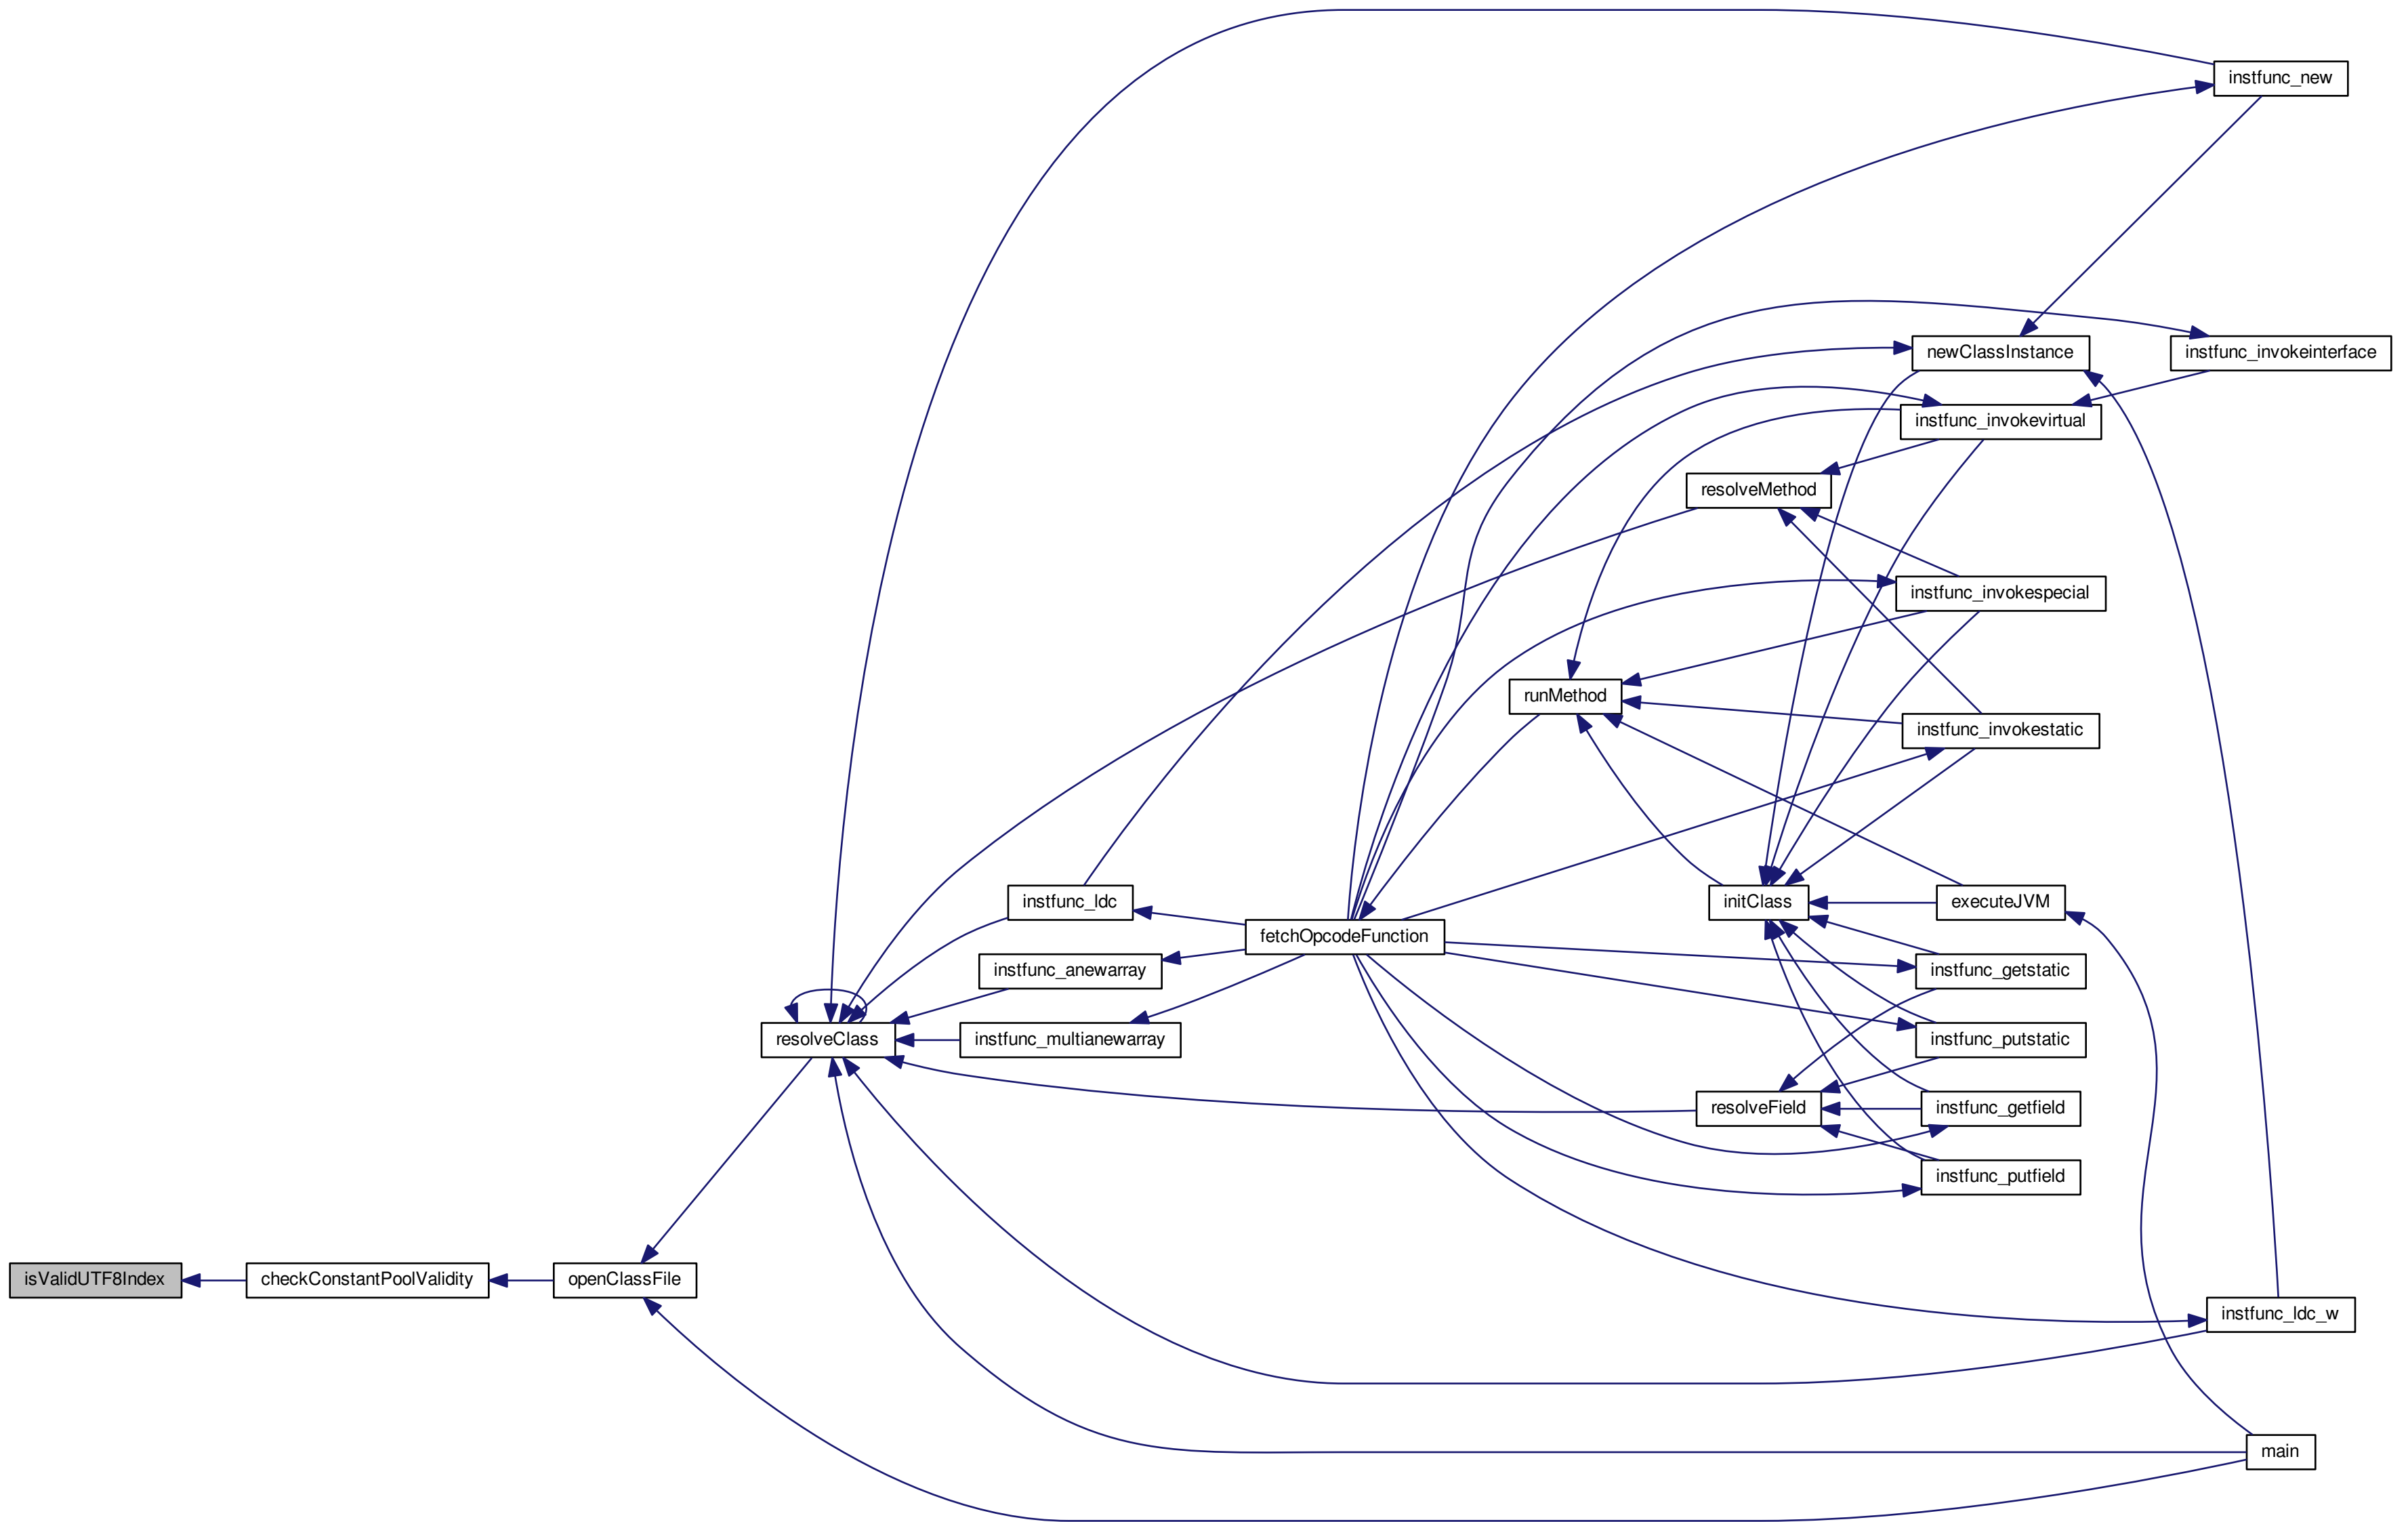 instfunc_new
newClassInstance
instfunc_invokeinterface
instfunc_invokevirtual
resolveMethod
instfunc_invokespecial
runMethod
instfunc_invokestatic
instfunc_ldc
initClass
executeJVM
fetchOpcodeFunction
instfunc_anewarray
instfunc_getstatic
resolveClass
instfunc_multianewarray
instfunc_putstatic
resolveField
instfunc_getfield
instfunc_putfield
isValidUTF8Index
checkConstantPoolValidity
openClassFile
instfunc_ldc_w
main